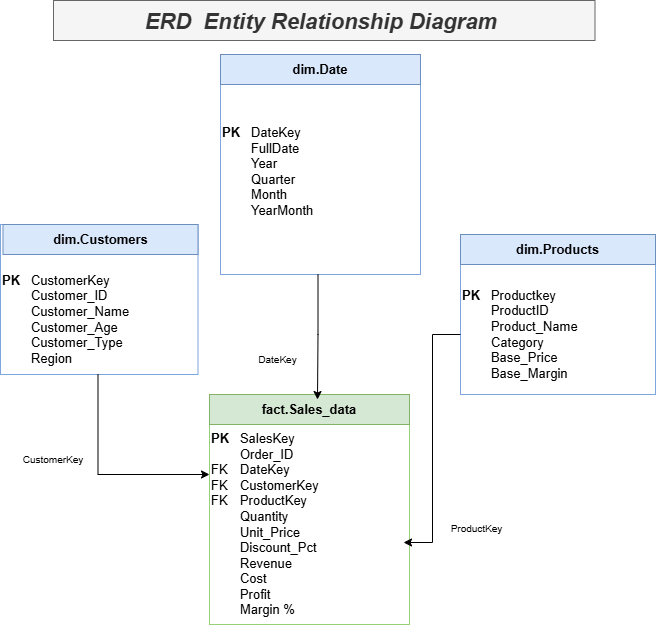 ERD  Entity Relationship Diagram
dim.Date
PK DateKey
FullDate
Year
Quarter
Month
YearMonth
dim.Customers
PK CustomerKey
Customer_ID
Customer_Name
Customer_Age
Customer_Type
Region
dim.Products
PK Productkey
ProductID
Product_Name
Category
Base_Price
Base_Margin
DateKey
CustomerKey
ProductKey
fact.Sales_data
PK SalesKey
Order_ID
FK DateKey
FK CustomerKey
FK ProductKey
Quantity
Unit_Price
Discount_Pct
Revenue
Cost
Profit
Margin %